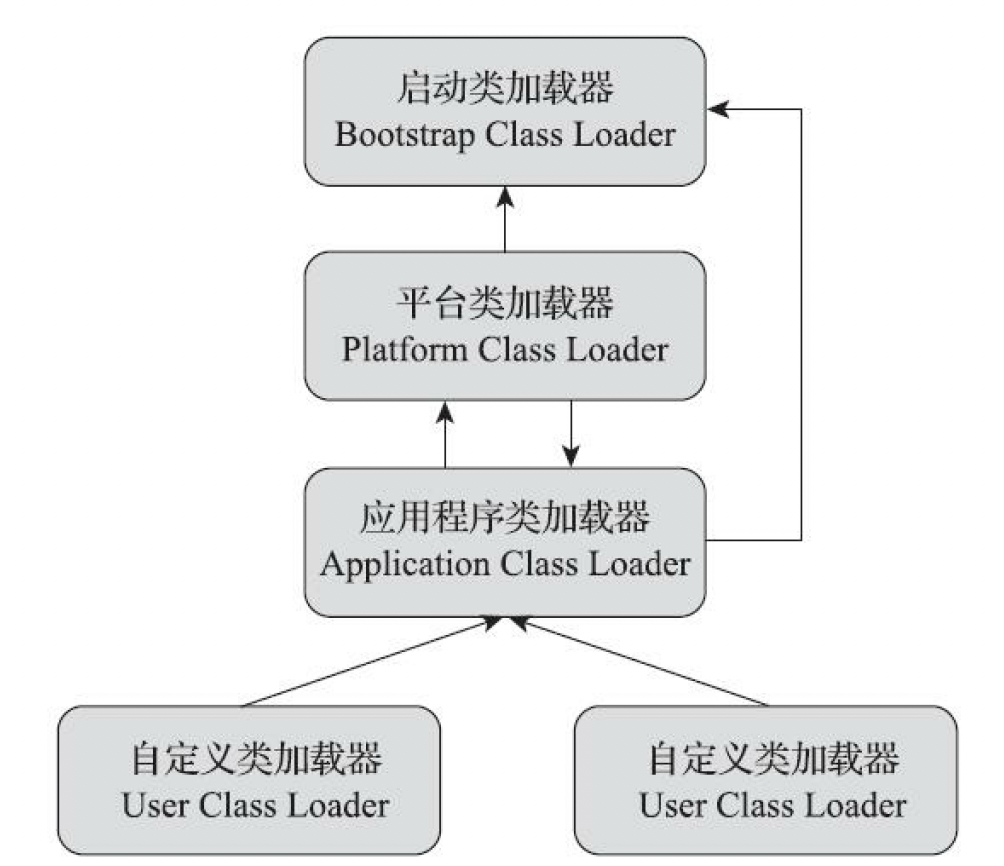 启动类加载器
Bootstrap Class Loader
平台类加载器
Platform Class Loader
应用程序类加载器
Application Class Loader
自定义类加载器
User Class Loader
自定义类加载器
User Class Loader